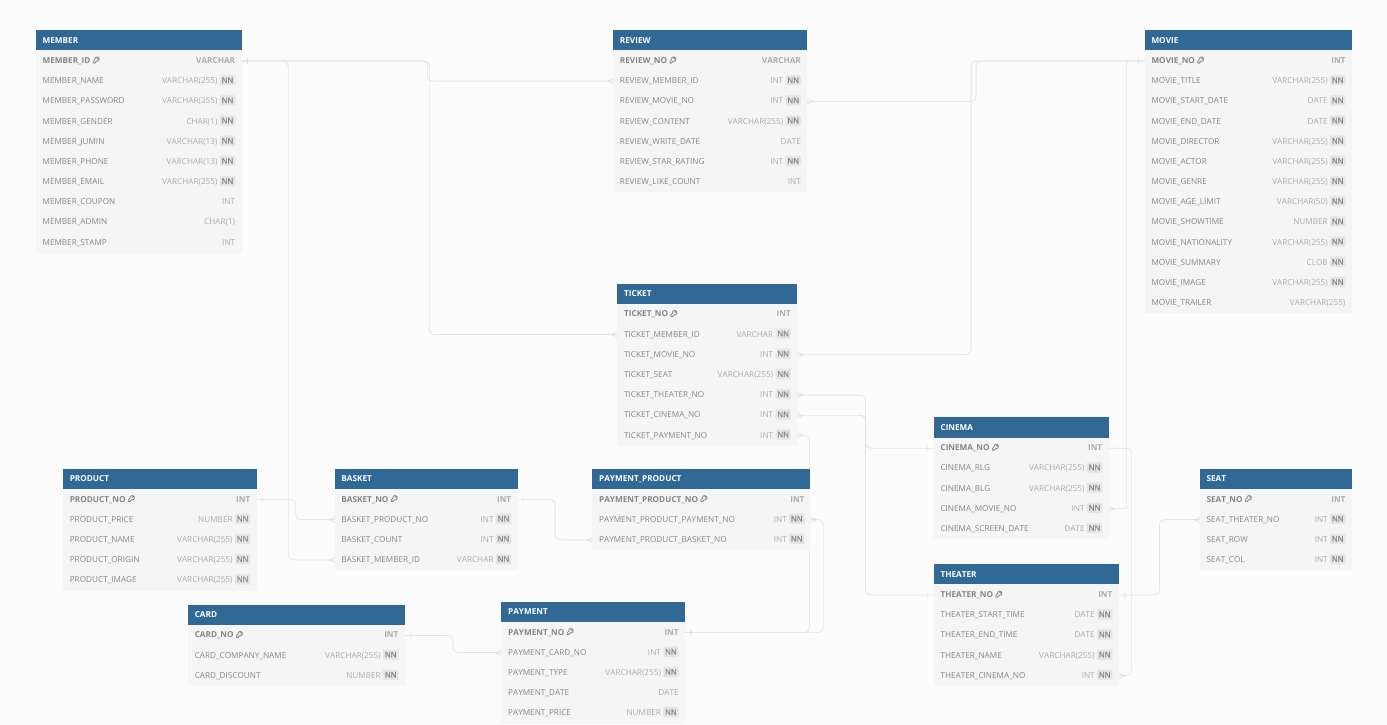 MEMBER
MEMBER_ID VARCHAR
MEMBER_NAME VARCHAR(255) NN
MEMBER_PASSWORD VARCHAR(255) NN
MEMBER_GENDER CHAR(1) NN
MEMBER_JUMIN VARCHAR(13) NN
MEMBER_PHONE VARCHAR(13) NN
MEMBER_EMAIL VARCHAR(255) NN
MEMBER_COUPON INT
MEMBER_ADMIN CHAR(1)
MEMBER_STAMP INT
REVIEW
REVIEW_NO VARCHAR
REVIEW_MEMBER_ID INT NN
REVIEW_MOVIE_NO INT NN
REVIEW_CONTENT VARCHAR(255) NN
REVIEW_WRITE_DATE DATE
REVIEW_STAR_RATING INT NN
REVIEW_LIKE_COUNT INT
MOVIE
MOVIE_NO INT
MOVIE_TITLE VARCHAR(255) NN
MOVIE_START_DATE DATE NN
MOVIE_END_DATE DATE NN
MOVIE_DIRECTOR VARCHAR(255) NN
MOVIE_ACTOR VARCHAR(255) NN
MOVIE_GENRE VARCHAR(255) NN
MOVIE_AGE_LIMIT VARCHAR(50) NN
MOVIE_SHOWTIME NUMBER NN
MOVIE_NATIONALITY VARCHAR(255) NN
MOVIE_SUMMARY CLOB NN
MOVIE_IMAGE VARCHAR(255) NN
MOVIE_TRAILER VARCHAR(255)
TICKET
TICKET_NO INT
TICKET_MEMBER_ID VARCHAR NN
TICKET_MOVIE_NO INT NN
TICKET_SEAT VARCHAR(255) NN
TICKET_THEATER_NO INT NN
TICKET_CINEMA_NO INT NN
TICKET_PAYMENT_NO INT NN
CINEMA
CINEMA_NO INT
CINEMA_RLG VARCHAR(255) NN
CINEMA_BLG VARCHAR(255) NN
CINEMA_MOVIE_NO INT NN
CINEMA_SCREEN_DATE DATE NN
PRODUCT
PRODUCT_NO INT
PRODUCT_PRICE NUMBER NN
PRODUCT_NAME VARCHAR(255) NN
PRODUCT_ORIGIN VARCHAR(255) NN
PRODUCT_IMAGE VARCHAR(255) NN
BASKET
BASKET_NO INT
BASKET_PRODUCT_NO INT NN
BASKET_COUNT INT NN
BASKET_MEMBER_ID VARCHAR NN
PAYMENT_PRODUCT
PAYMENT_PRODUCT_NO INT
PAYMENT_PRODUCT_PAYMENT_NO INT NN
PAYMENT_PRODUCT_BASKET_NO INT NN
SEAT
SEAT_NO INT
SEAT_THEATER_NO INT NN
SEAT_ROW INT NN
SEAT_COL INT NN
THEATER
THEATER_NO INT
THEATER_START_TIME DATE NN
THEATER_END_TIME DATE NN
THEATER_NAME VARCHAR(255) NN
THEATER_CINEMA_NO INT NN
CARD
CARD_NO INT
CARD_COMPANY_NAME VARCHAR(255) NN
CARD_DISCOUNT NUMBER NN
PAYMENT
PAYMENT_NO INT
PAYMENT_CARD_NO INT NN
PAYMENT_TYPE VARCHAR(255) NN
PAYMENT_DATE DATE
PAYMENT_PRICE NUMBER NN